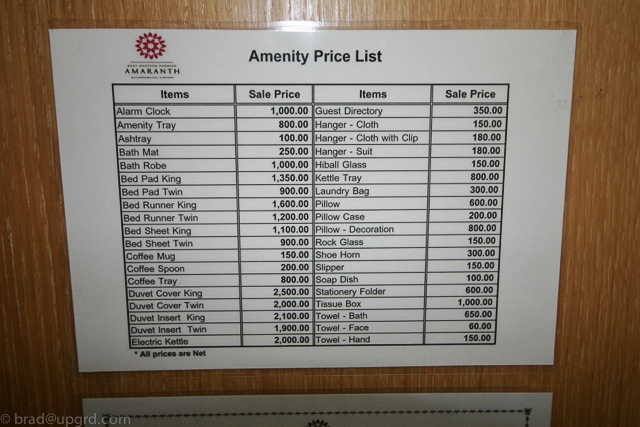 Amenity Price List
BEST WESTERN PREMIER
AMARANTH
SUVARNABHUMI AIRPORT
Items Sale Price Items Sale Price
Alarm Clock 1,000.00 Guest Directory 350.00
Amenity Tray 800.00 Hanger - Cloth 150.00
Ashtray 100.00 Hanger - Cloth with Clip 180.00
Bath Mat 250.00 Hanger - Suit 180.00
Bath Robe 1,000.00 Hiball Glass 150.00
Bed Pad King 1,350.00 Kettle Tray 800.00
Bed Pad Twin 900.00 Laundry Bag 300.00
Bed Runner King 1,600.00 Pillow 600.00
Bed Runner Twin 1,200.00 Pillow Case 200.00
Bed Sheet King 1,100.00 Pillow - Decoration 800.00
Bed Sheet Twin 900.00 Rock Glass 150.00
Coffee Mug 150.00 Shoe Horn 300.00
Coffee Spoon 200.00 Slipper 150.00
Coffee Tray 800.00 Soap Dish 100.00
Duvet Cover King 2,500.00 Stationery Folder 600.00
Duvet Cover Twin 2,000.00 Tissue Box 1,000.00
Duvet Insert King 2,100.00 Towel - Bath 650.00
Duvet Insert Twin 1,900.00 Towel - Face 60.00
Electric Kettle 2,000.00 Towel - Hand 150.00
* All prices are Net
© brad@upgrd.com